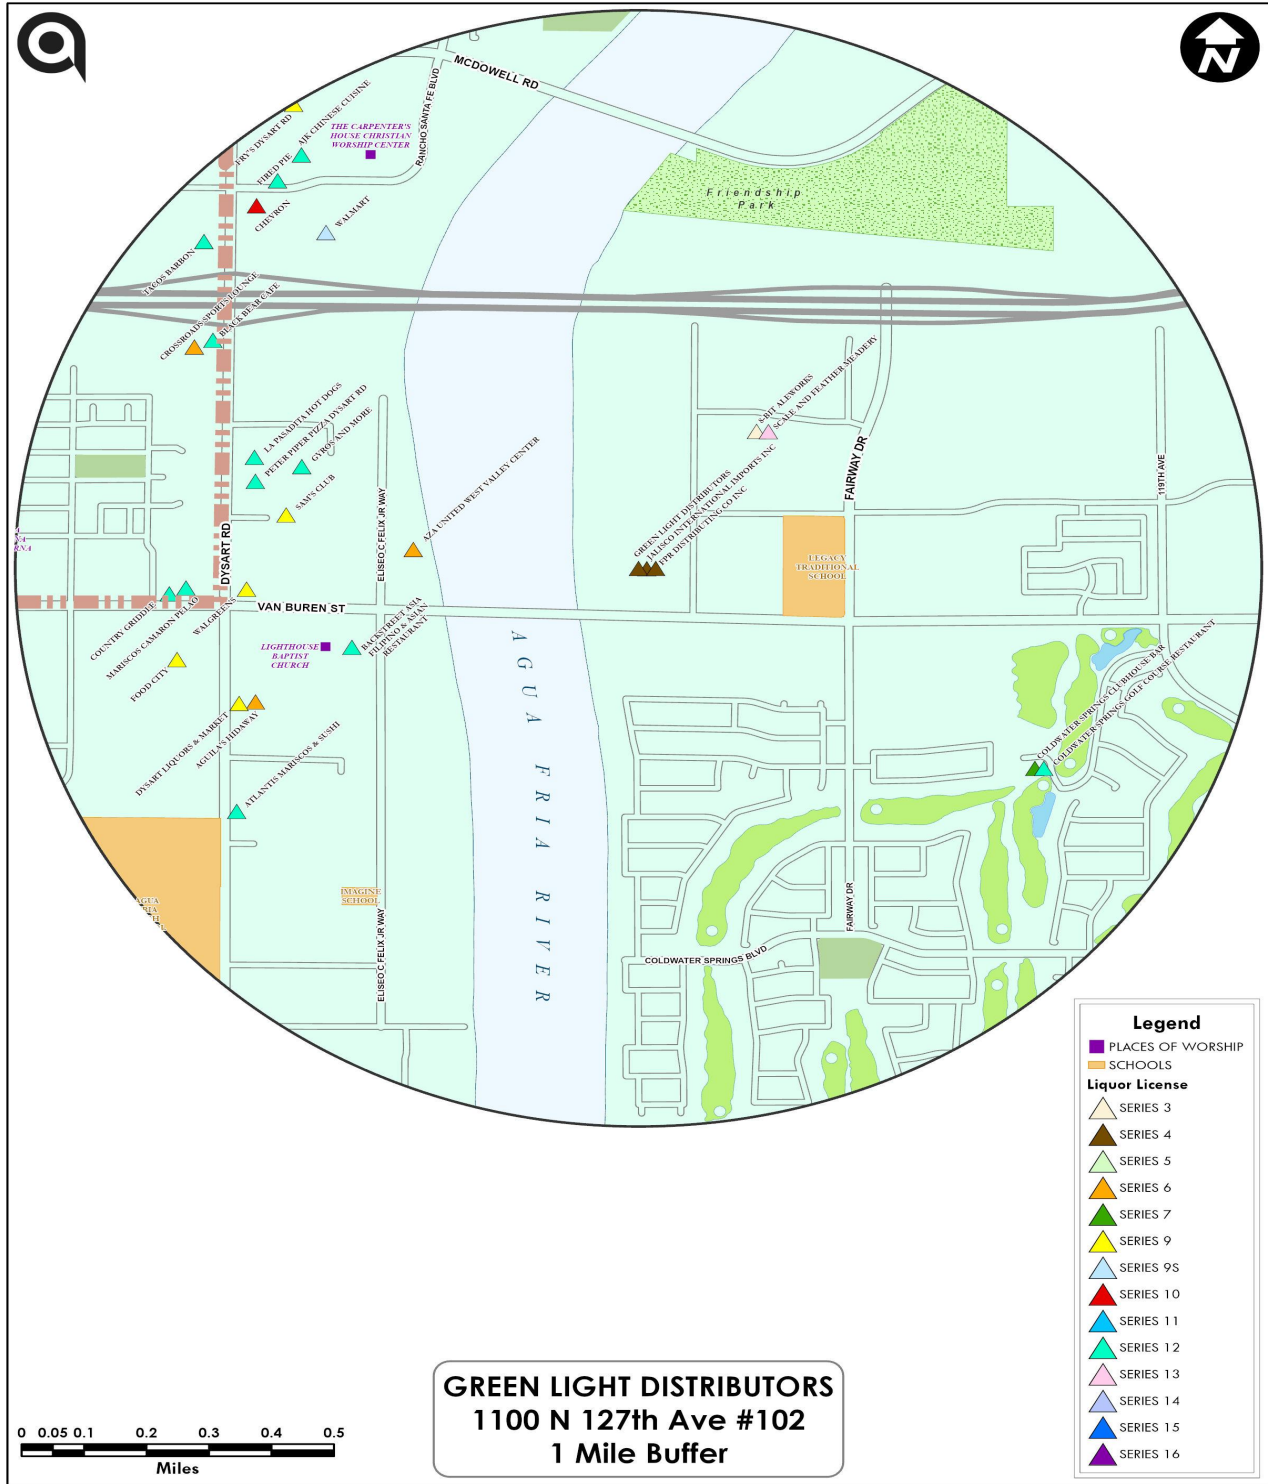 N
MCDOWELL RD
RANCHO SANTA FE BLVD
FRY'S DYSART RD
AJK CHINESE CUISINE
FIRED PIE
THE CARPENTER'S
HOUSE CHRISTIAN
WORSHIP CENTER
CHEVRON
WALMART
Friendship
Park
TACOS BARBON
CROSSROADS SPORTS LOUNGE
BLACK BEAR CAFE
LA PASADITA HOT DOGS
PETER PIPER PIZZA DYSART RD
GYROS AND MORE
SAM'S CLUB
AZA UNITED WEST VALLEY CENTER
8-BIT ALEWORKS
SCALE AND FEATHER MEADERY
GREEN LIGHT DISTRIBUTORS
JALISCO INTERNATIONAL IMPORTS INC
FPR DISTRIBUTING CO INC
FAIRWAY DR
119TH AVE
ELISEO C FELIX JR WAY
DYSART RD
LEGACY
TRADITIONAL
SCHOOL
VAN BUREN ST
COUNTRY GRIDDLE
MARISCOS CAMARON PELAO
WALGREENS
FOOD CITY
LIGHTHOUSE
BAPTIST
CHURCH
BACKSTREET ASIA
FILIPINO & ASIAN
RESTAURANT
DYSART LIQUORS & MARKET
AGUILA'S HIDAWAY
ATLANTIS MARISCOS & SUSHI
COLDWATER SPRINGS CLUBHOUSE BAR
COLDWATER SPRINGS GOLF COURSE RESTAURANT
AGUA FRIA RIVER
IMAGINE
SCHOOL
AGUA
ELISEO C FELIX JR WAY
FAIRWAY DR
COLDWATER SPRINGS BLVD
Legend
PLACES OF WORSHIP
SCHOOLS
Liquor License
SERIES 3
SERIES 4
SERIES 5
SERIES 6
SERIES 7
SERIES 9
SERIES 9S
SERIES 10
SERIES 11
SERIES 12
SERIES 13
SERIES 14
SERIES 15
SERIES 16
GREEN LIGHT DISTRIBUTORS
1100 N 127th Ave #102
1 Mile Buffer
0 0.05 0.1 0.2 0.3 0.4 0.5
Miles